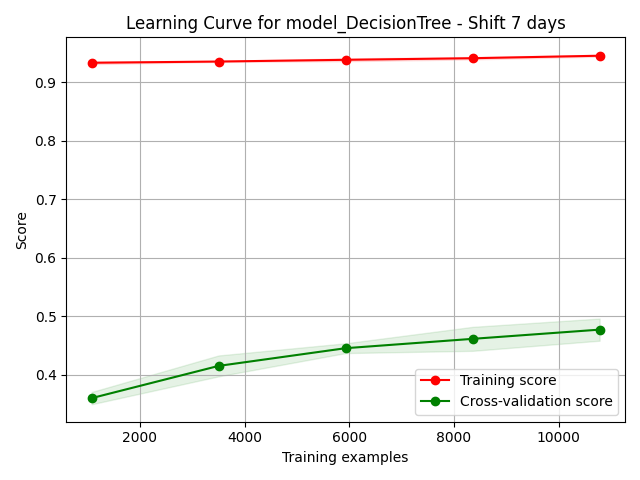 Learning Curve for model_DecisionTree - Shift 7 days
0.9
0.8
0.7
0.6
0.5
0.4
Score
2000 4000 6000 8000 10000
Training examples
Training score
Cross-validation score